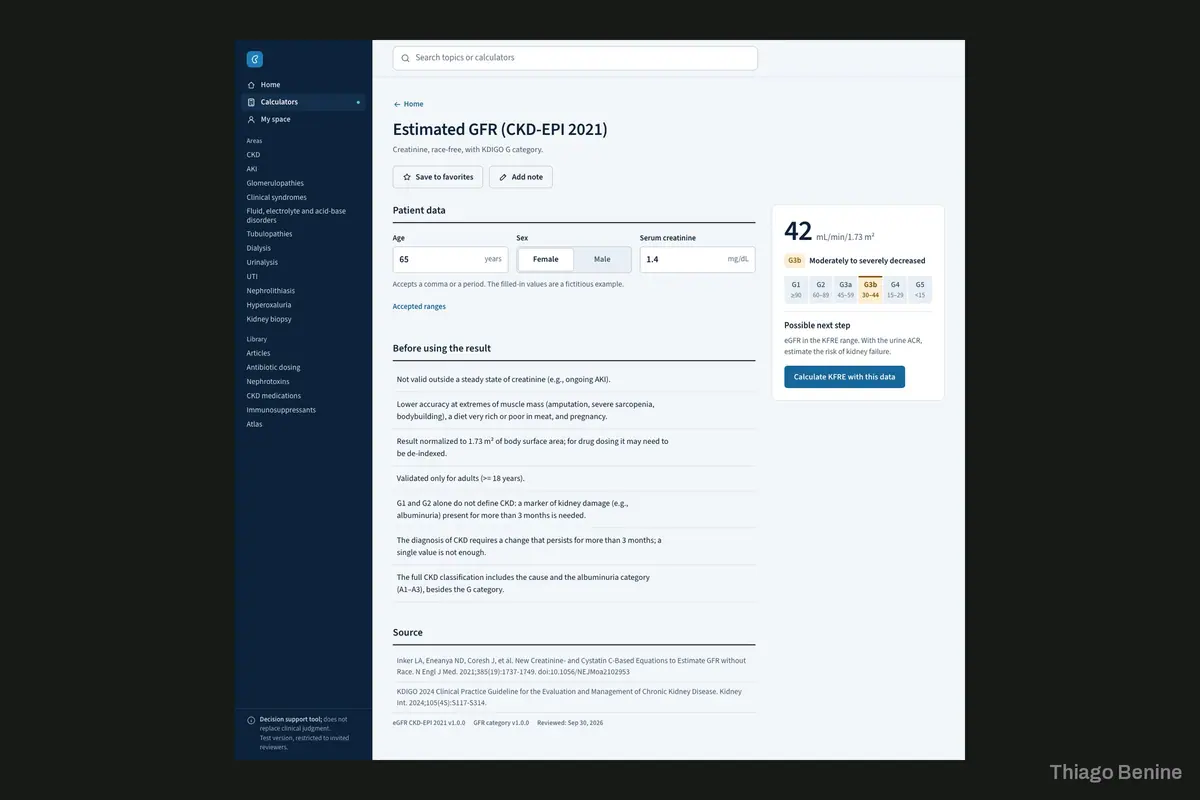 Home
Calculators
My space
Areas
CKD
AKI
Glomerulopathies
Clinical syndromes
Fluid, electrolyte and acid-base
disorders
Tubulopathies
Dialysis
Urinalysis
UTI
Nephrolithiasis
Hyperoxaluria
Kidney biopsy
Library
Articles
Antibiotic dosing
Nephrotoxins
CKD medications
Immunosuppressants
Atlas
Decision support tool; does not
replace clinical judgment.
Test version, restricted to invited
reviewers.
Search topics or calculators
← Home
Estimated GFR (CKD-EPI 2021)
Creatinine, race-free, with KDIGO G category.
Save to favorites
Add note
Patient data
Age
Sex
Serum creatinine
65 years
Female
Male
1.4 mg/dL
Accepts a comma or a period. The filled-in values are a fictitious example.
Accepted ranges
Before using the result
Not valid outside a steady state of creatinine (e.g., ongoing AKI).
Lower accuracy at extremes of muscle mass (amputation, severe sarcopenia,
bodybuilding), a diet very rich or poor in meat, and pregnancy.
Result normalized to 1.73 m² of body surface area; for drug dosing it may need to
be de-indexed.
Validated only for adults (>= 18 years).
G1 and G2 alone do not define CKD: a marker of kidney damage (e.g.,
albuminuria) present for more than 3 months is needed.
The diagnosis of CKD requires a change that persists for more than 3 months; a
single value is not enough.
The full CKD classification includes the cause and the albuminuria category
(A1–A3), besides the G category.
Source
Inker LA, Eneanya ND, Coresh J, et al. New Creatinine- and Cystatin C-Based Equations to Estimate GFR without
Race. N Engl J Med. 2021;385(19):1737-1749. doi:10.1056/NEJMoa2102953
KDIGO 2024 Clinical Practice Guideline for the Evaluation and Management of Chronic Kidney Disease. Kidney
Int. 2024;105(4S):S117-S314.
eGFR CKD-EPI 2021 v1.0.0 GFR category v1.0.0 Reviewed: Sep 30, 2026
42 mL/min/1.73 m²
G3b Moderately to severely decreased
G1 G2 G3a G3b G4 G5
≥90 60–89 45–59 30–44 15–29 <15
Possible next step
eGFR in the KFRE range. With the urine ACR,
estimate the risk of kidney failure.
Calculate KFRE with this data
Thiago Benine